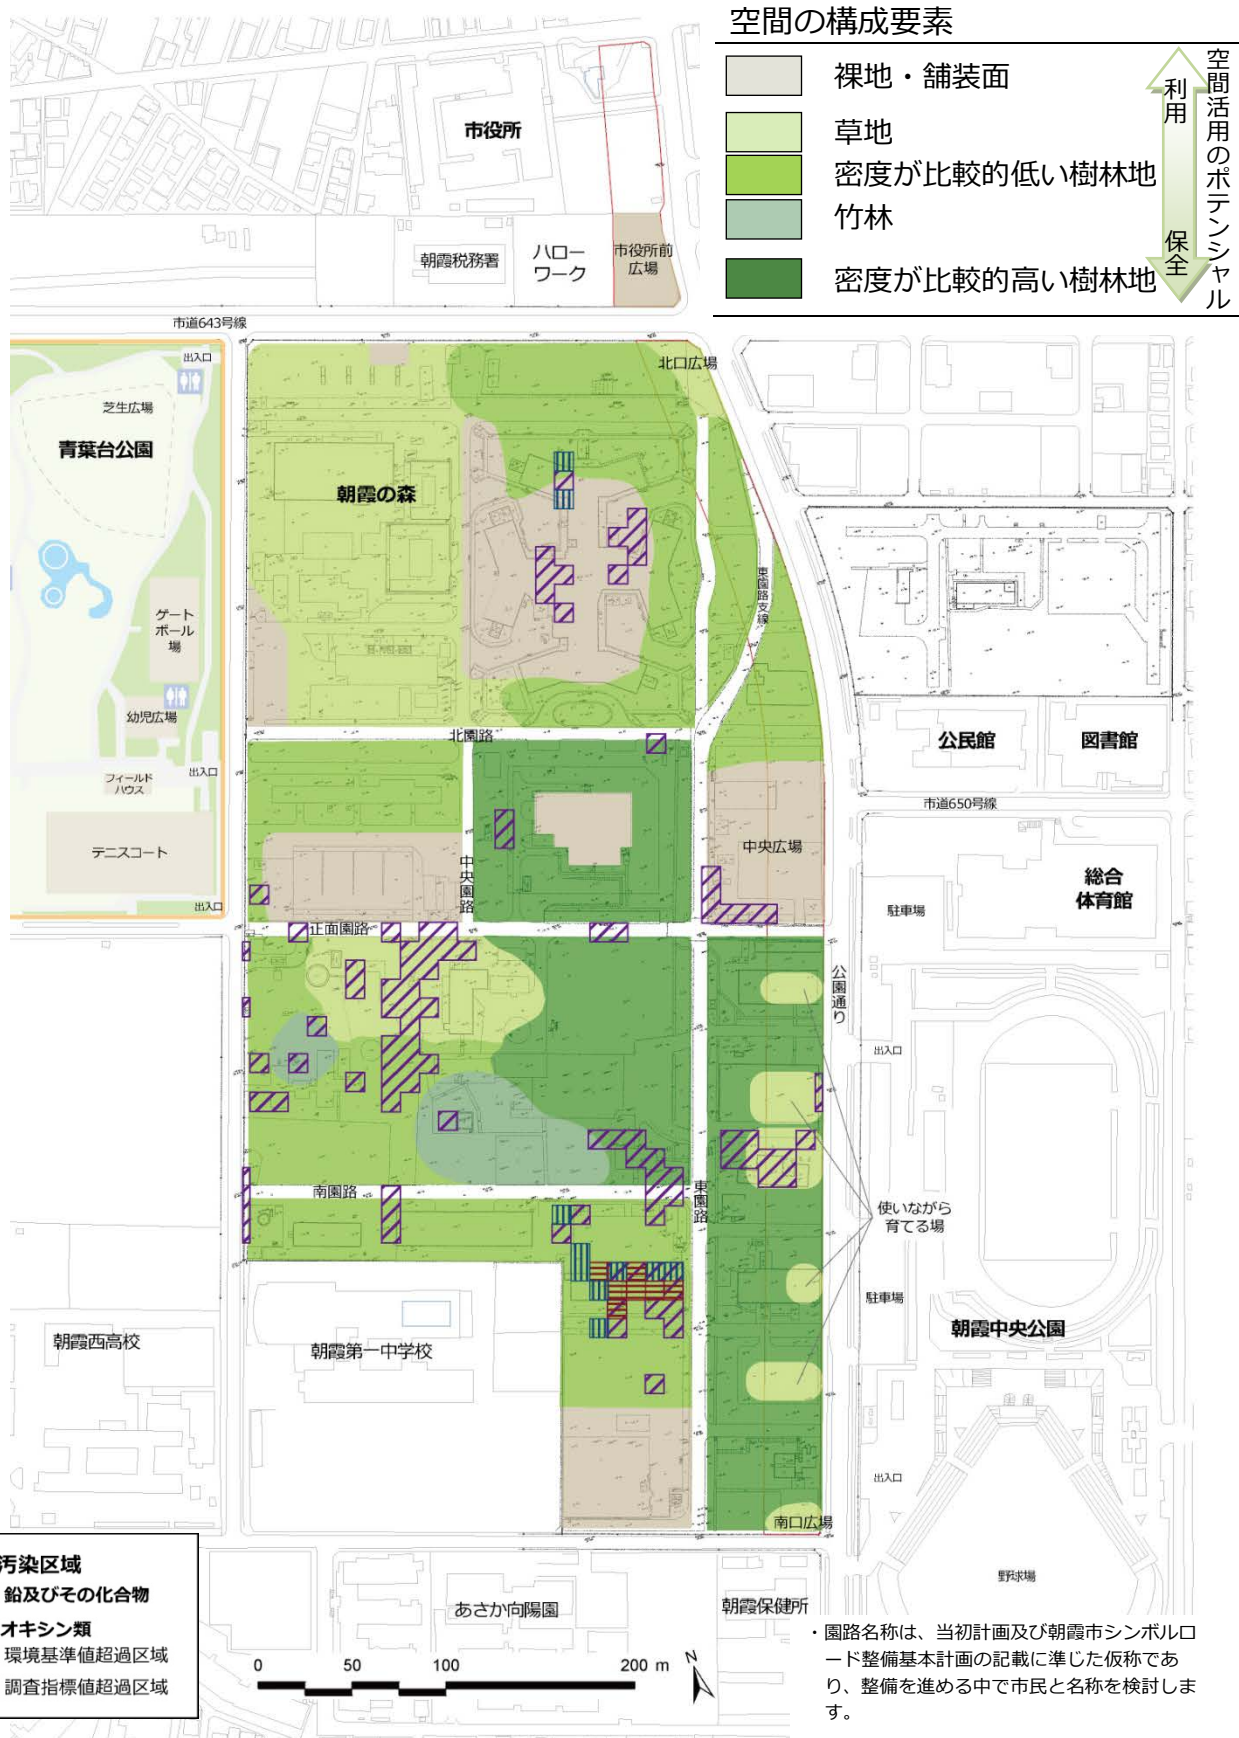 空間の構成要素
裸地・舗装面
草地
密度が比較的低い樹林地
竹林
密度が比較的高い樹林地
利用
保全
空間活用のポテンシャル
市役所
朝霞税務署
ハロー
ワーク
市役所前
広場
市道643号線
出入口
芝生広場
青葉台公園
朝霞の森
北口広場
東園路支線
ゲート
ボール
場
幼児広場
フィールド
ハウス
出入口
テニスコート
出入口
北園路
中央園路
中央広場
正面園路
公民館
図書館
市道650号線
総合
体育館
駐車場
公園通り
出入口
南園路
東園路
使いながら
育てる場
駐車場
朝霞中央公園
朝霞西高校
朝霞第一中学校
出入口
南口広場
野球場
あさか向陽園
朝霞保健所
汚染区域
鉛及びその化合物
オキシン類
環境基準値超過区域
調査指標値超過区域
0 50 100 200 m
N
・園路名称は、当初計画及び朝霞市シンボルロ
ード整備基本計画の記載に準じた仮称であ
り、整備を進める中で市民と名称を検討しま
す。